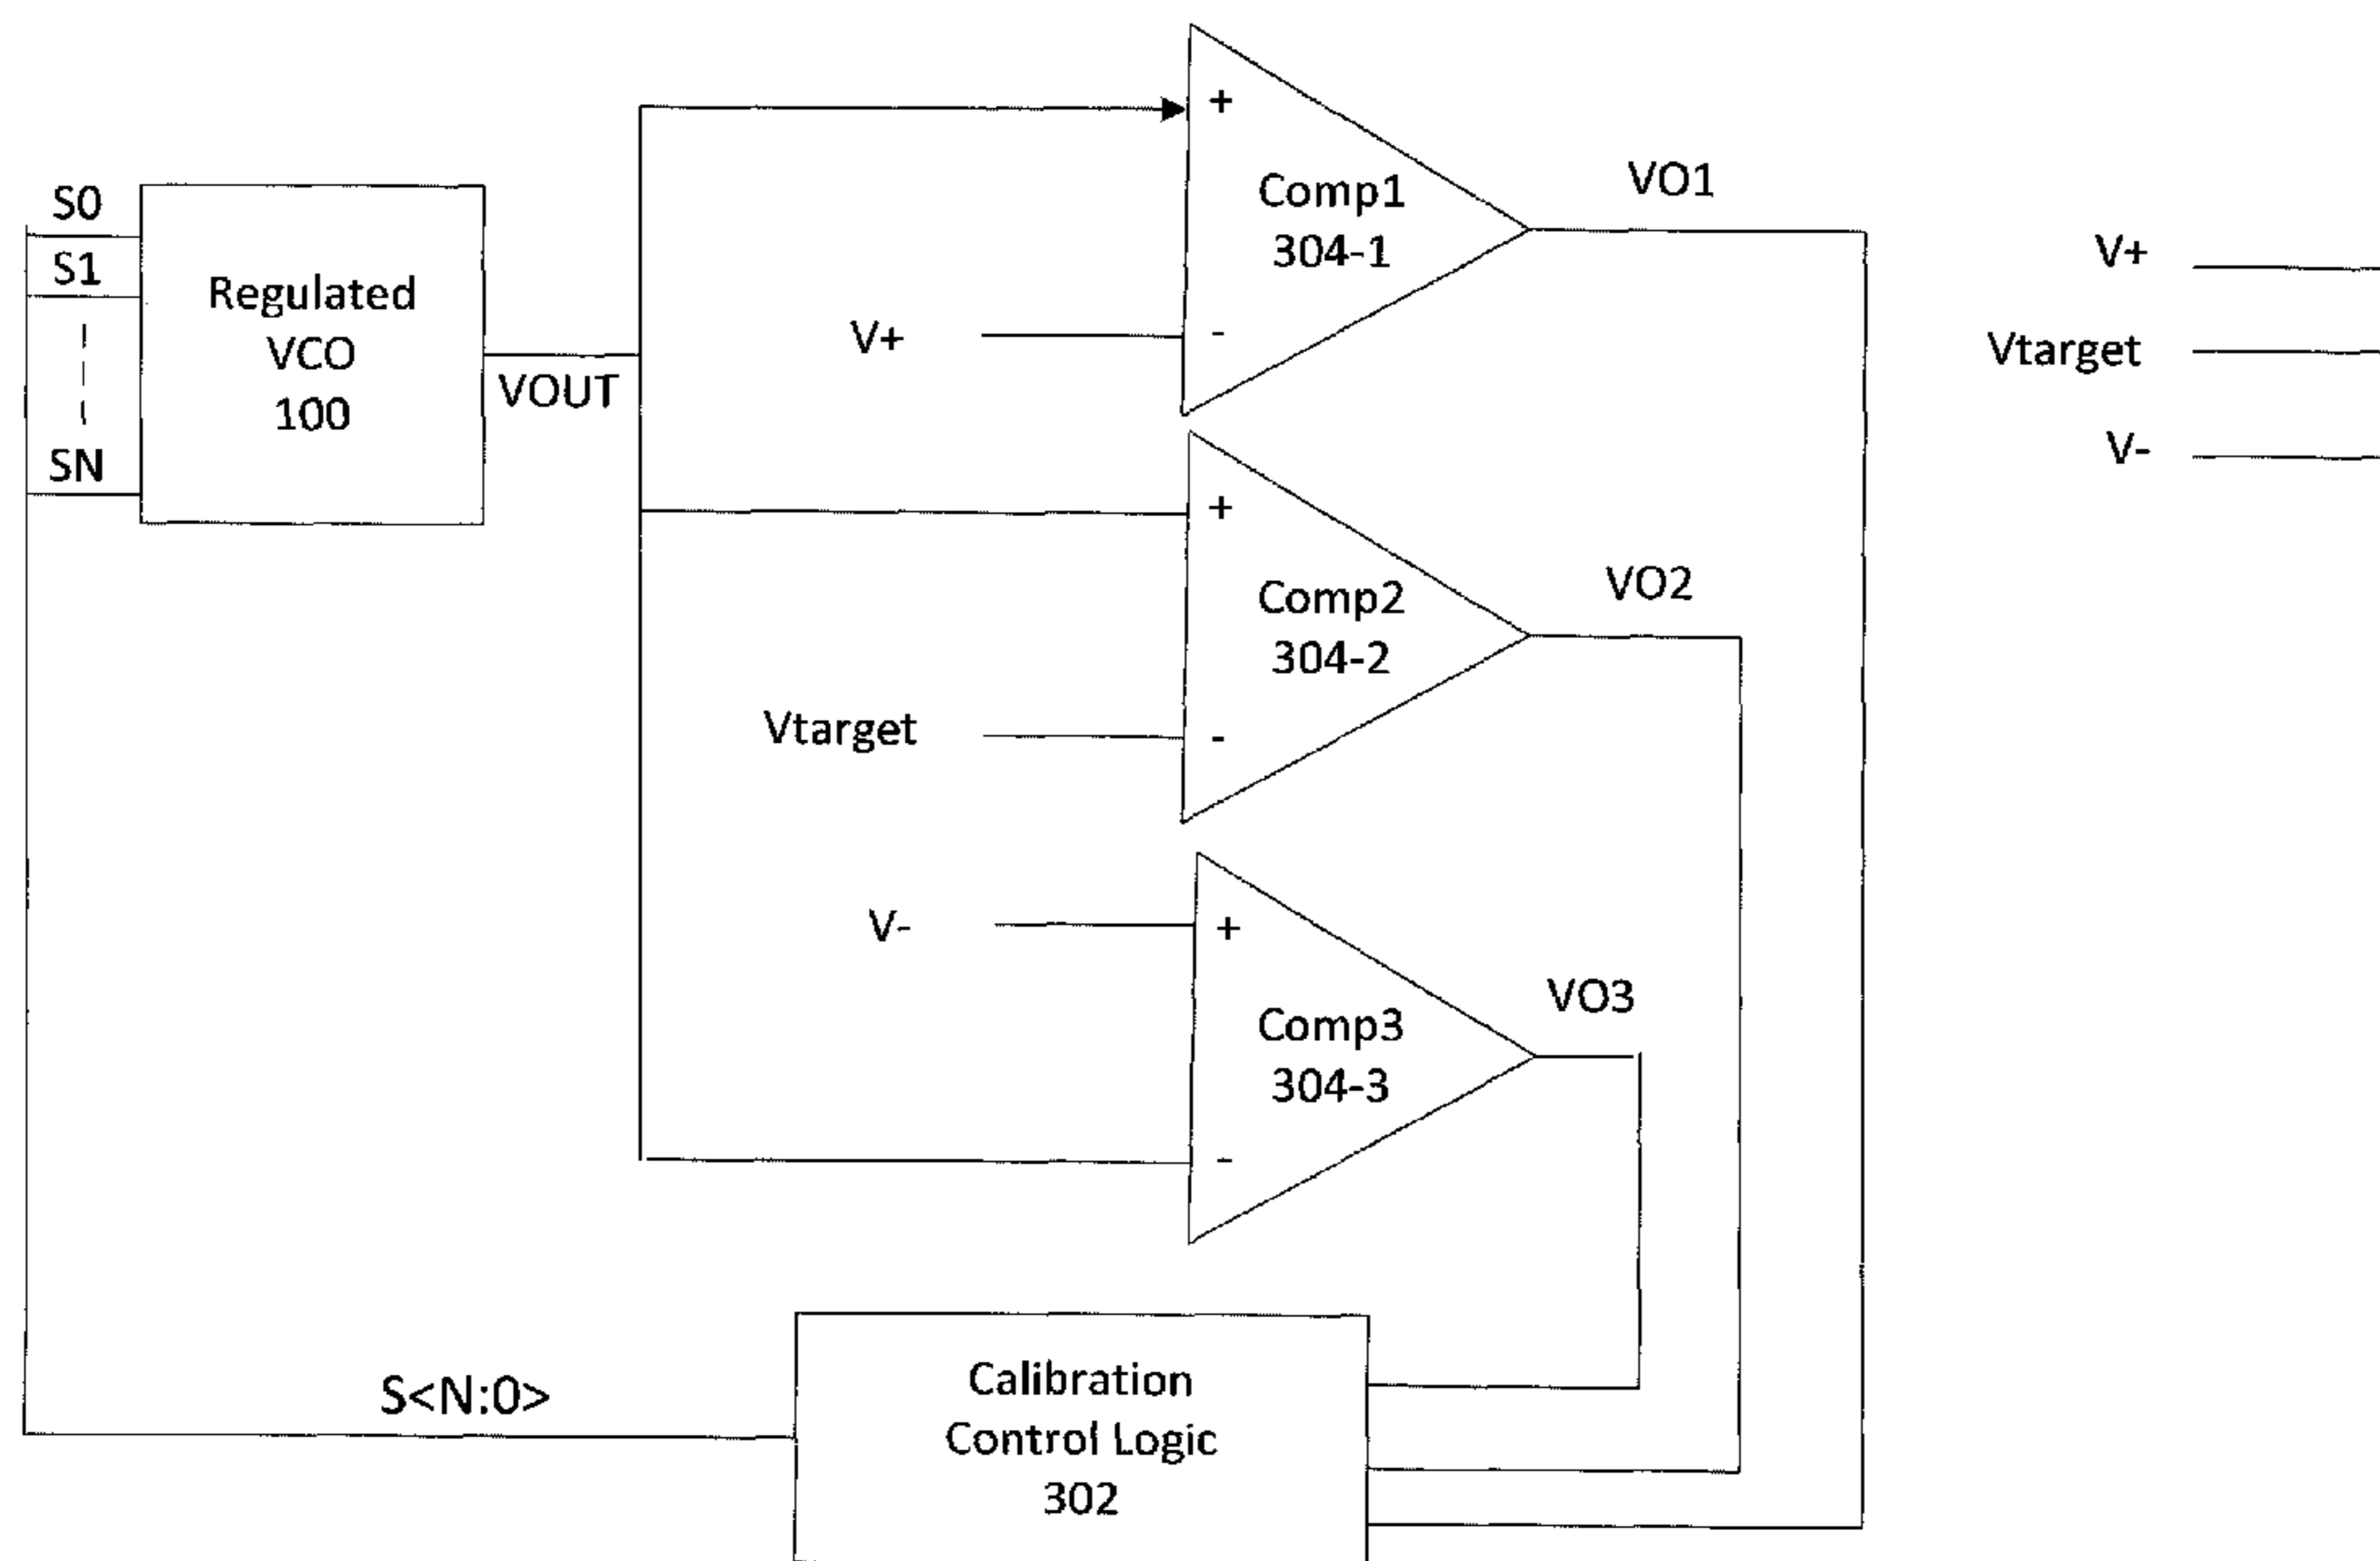 S0
S1
SN
Regulated
VCO
100
VOUT
+
Comp1
304-1
V+
-
VO1
V+
Vtarget
V-
+
Comp2
304-2
Vtarget
-
VO2
V-
+
Comp3
304-3
-
VO3
S<N:0>
Calibration
Control Logic
302